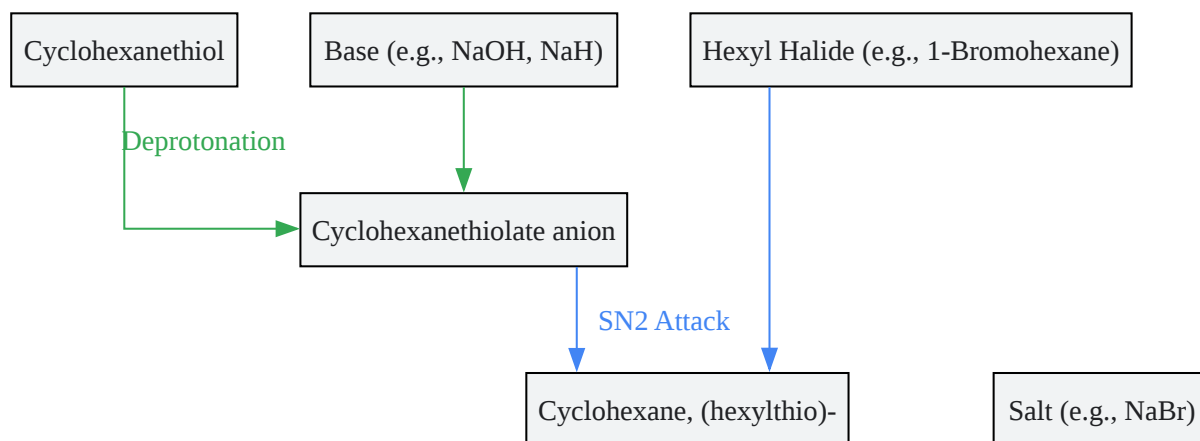 Cyclohexanethiol
Base (e.g., NaOH, NaH)
Hexyl Halide (e.g., 1-Bromohexane)
Deprotonation
Cyclohexanethiolate anion
SN2 Attack
Cyclohexane, (hexylthio)-
Salt (e.g., NaBr)